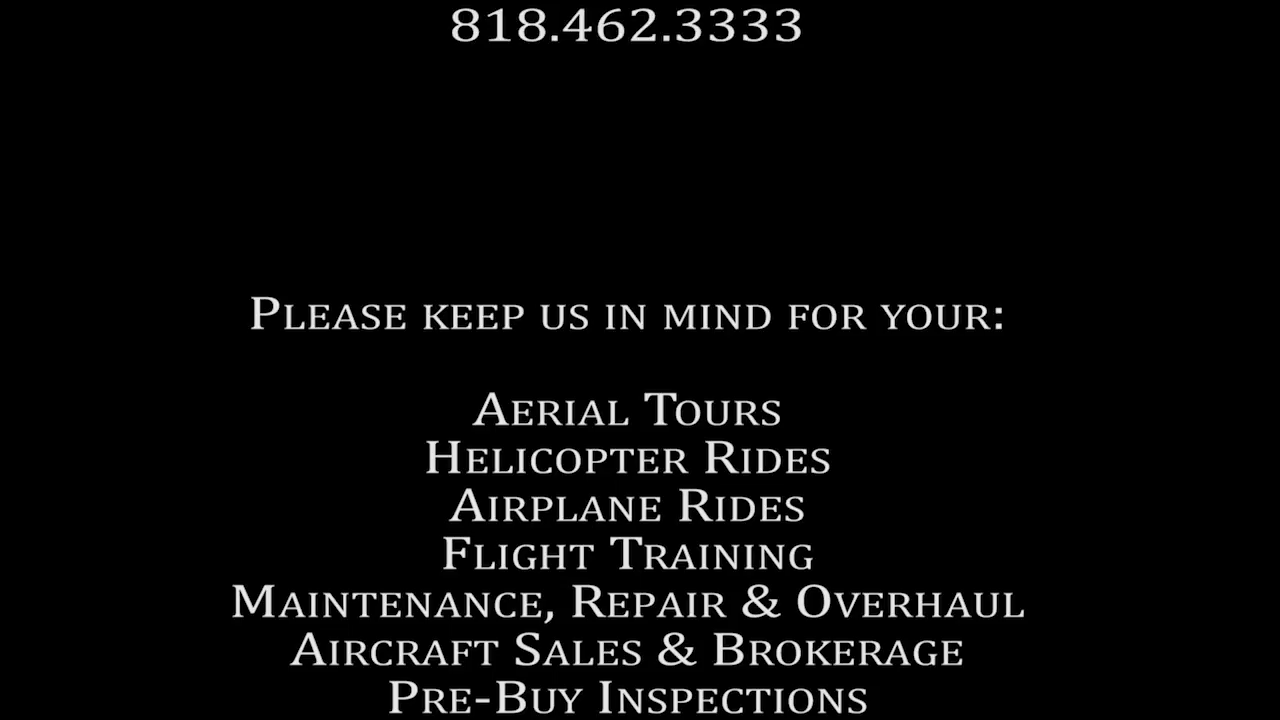 818.462.3333
Please keep us in mind for your:
Aerial Tours
Helicopter Rides
Airplane Rides
Flight Training
Maintenance, Repair & Overhaul
Aircraft Sales & Brokerage
Pre-Buy Inspections